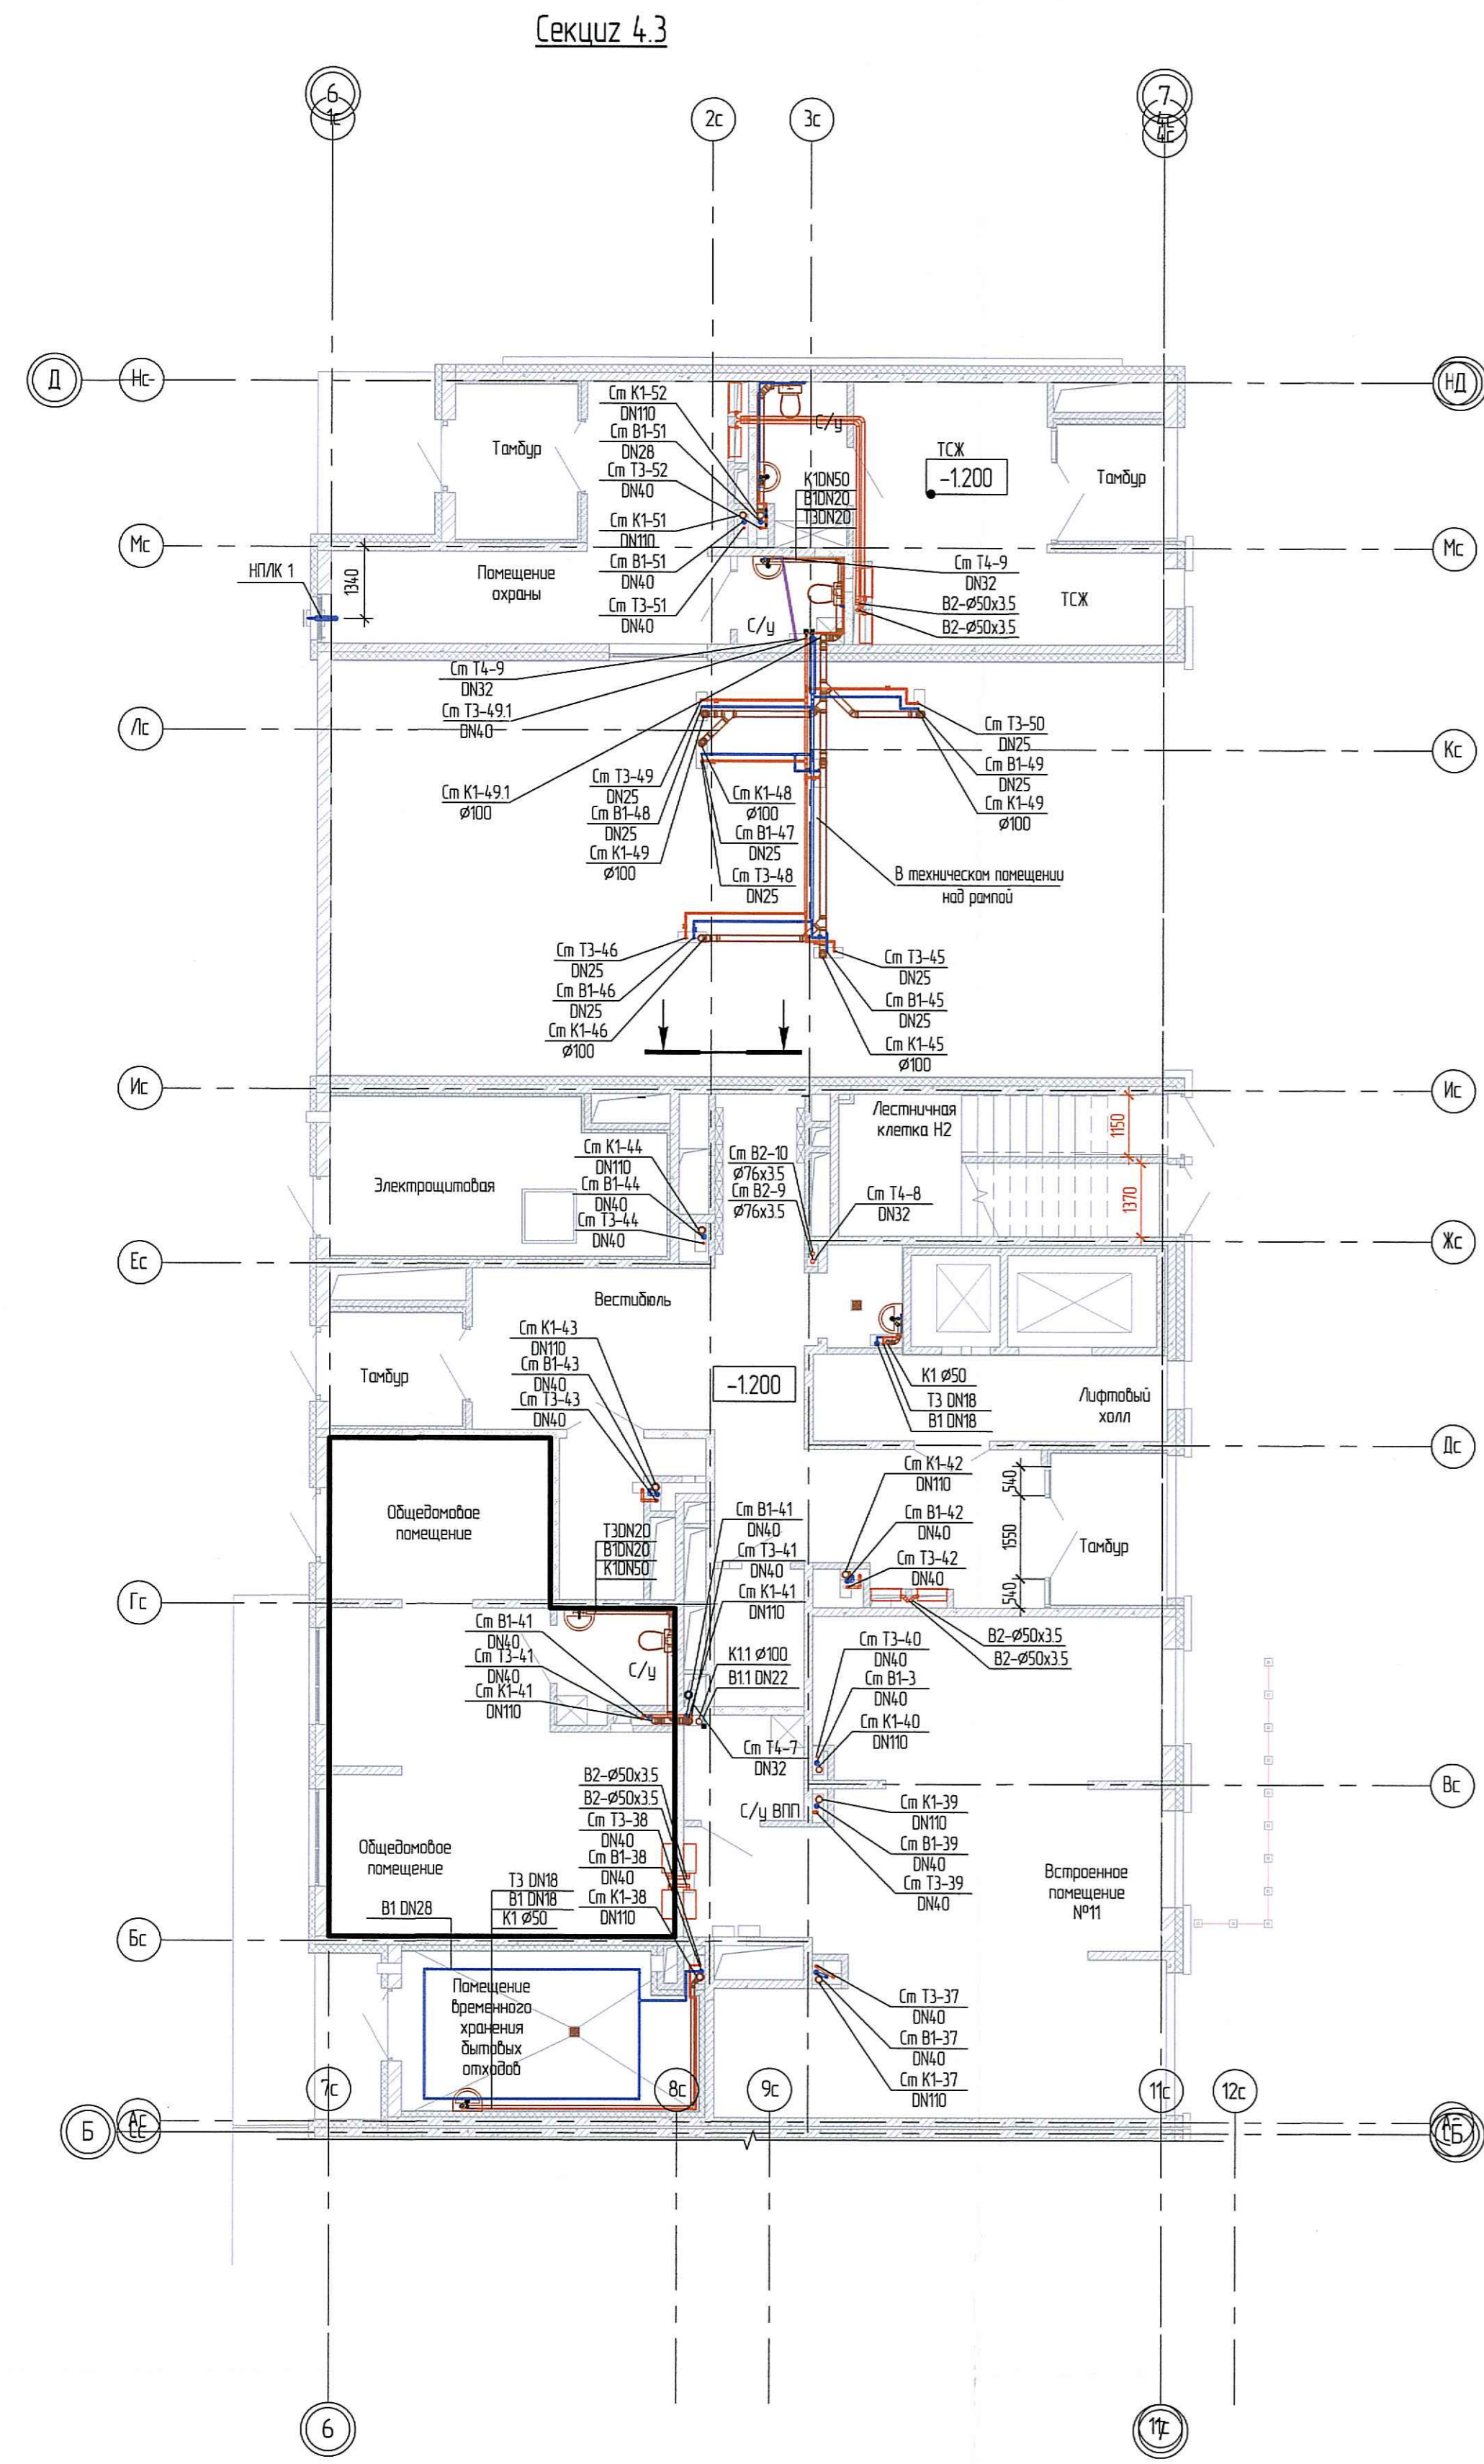 Секциz 4.3
6
1с
2с
3с
7
4с
Д
Нс
НД
Ст К1-52
DN110
Ст В1-51
DN28
Ст Т3-52
DN40
Ст К1-51
DN110
Ст В1-51
DN40
Ст Т3-51
DN40
Тамбур
С/у
ТСЖ
-1.200
Тамбур
К1DN50
В1DN20
Т3DN20
Мс
Мс
НПЛК 1
1340
Помещение
охраны
С/у
Ст Т4-9
DN32
В2-Ø50х3.5
В2-Ø50х3.5
ТСЖ
Ст Т4-9
DN32
Ст Т3-49.1
DN40
Лс
Кс
Ст К1-49.1
Ø100
Ст Т3-49
DN25
Ст В1-48
DN25
Ст К1-49
Ø100
Ст К1-48
Ø100
Ст В1-47
DN25
Ст Т3-48
DN25
Ст Т3-50
DN25
Ст В1-49
DN25
Ст К1-49
Ø100
В техническом помещении
над рампой
Ст Т3-46
DN25
Ст В1-46
DN25
Ст К1-46
Ø100
Ст Т3-45
DN25
Ст В1-45
DN25
Ст К1-45
Ø100
Ис
Ис
Лестничная
клетка Н2
1150
1370
Ст К1-44
DN110
Ст В1-44
DN40
Ст Т3-44
DN40
Электрощитовая
Ст В2-10
Ø76х3.5
Ст В2-9
Ø76х3.5
Ст Т4-8
DN32
Ес
Жс
Вестибюль
Ст К1-43
DN110
Ст В1-43
DN40
Ст Т3-43
DN40
Тамбур
-1.200
К1 Ø50
Т3 DN18
В1 DN18
Лифтовый
холл
Дс
Ст К1-42
DN110
Ст В1-42
DN40
Ст Т3-42
DN40
540
1550
540
Тамбур
Общедомовое
помещение
Т3DN20
В1DN20
К1DN50
Ст В1-41
DN40
Ст Т3-41
DN40
Ст К1-41
DN110
Гс
Ст В1-41
DN40
Ст Т3-41
DN40
Ст К1-41
DN110
С/у
К1.1 Ø100
В1.1 DN22
В2-Ø50х3.5
В2-Ø50х3.5
Ст Т3-40
DN40
Ст В1-3
DN40
Ст К1-40
DN110
Ст Т4-7
DN32
Вс
В2-Ø50х3.5
В2-Ø50х3.5
Ст Т3-38
DN40
Ст В1-38
DN40
Ст К1-38
DN110
С/у ВПП
Ст К1-39
DN110
Ст В1-39
DN40
Ст Т3-39
DN40
Общедомовое
помещение
Т3 DN18
В1 DN18
К1 Ø50
В1 DN28
Встроенное
помещение
№11
Бс
Помещение
временного
хранения
бытовых
отходов
Ст Т3-37
DN40
Ст В1-37
DN40
Ст К1-37
DN110
7с
8с
9с
11с
12с
Б
Ас
Б
6